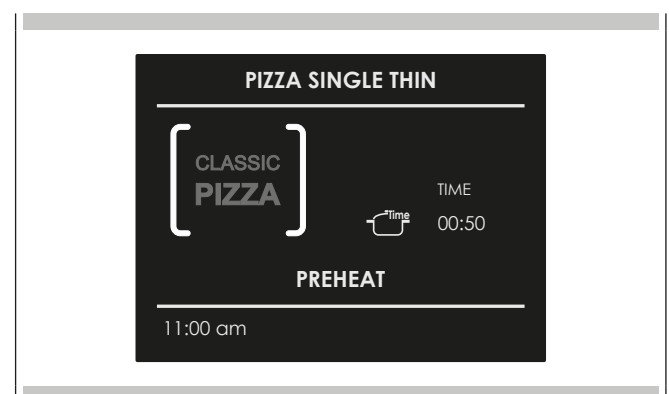 PIZZA SINGLE THIN
CLASSIC
PIZZA
TIME
Time
00:50
PREHEAT
11:00 am